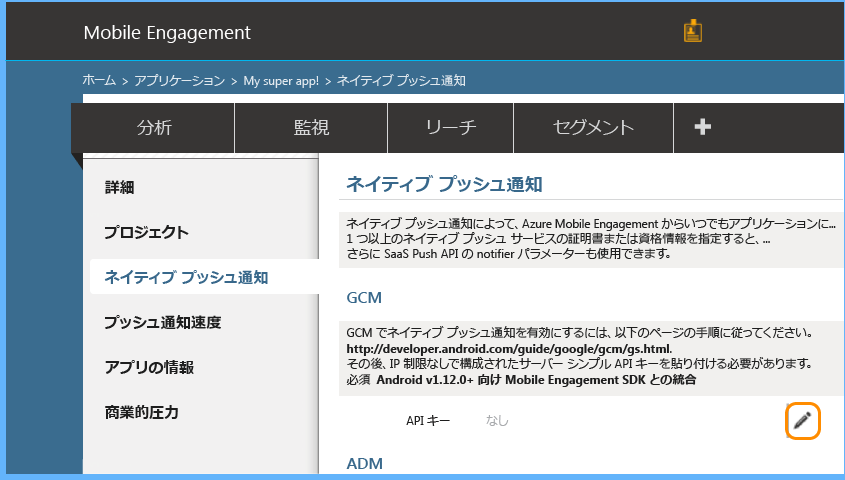 Mobile Engagement
ホーム > アプリケーション > My super app! > ネイティブ プッシュ通知
分析 監視 リーチ セグメント +
詳細
プロジェクト
ネイティブ プッシュ通知
プッシュ通知速度
アプリの情報
商業的圧力
ネイティブ プッシュ通知
ネイティブ プッシュ通知によって、Azure Mobile Engagement からいつでもアプリケーションに...
1 つ以上のネイティブ プッシュ サービスの証明書または資格情報を指定すると、...
さらに SaaS Push API の notifier パラメーターも使用できます。
GCM
GCM でネイティブ プッシュ通知を有効にするには、以下のページの手順に従ってください。
http://developer.android.com/guide/google/gcm/gs.html.
その後、IP 制限なしで構成されたサーバー シンプル API キーを貼り付ける必要があります。
必須 Android v1.12.0+ 向け Mobile Engagement SDK との統合
API キー なし
ADM